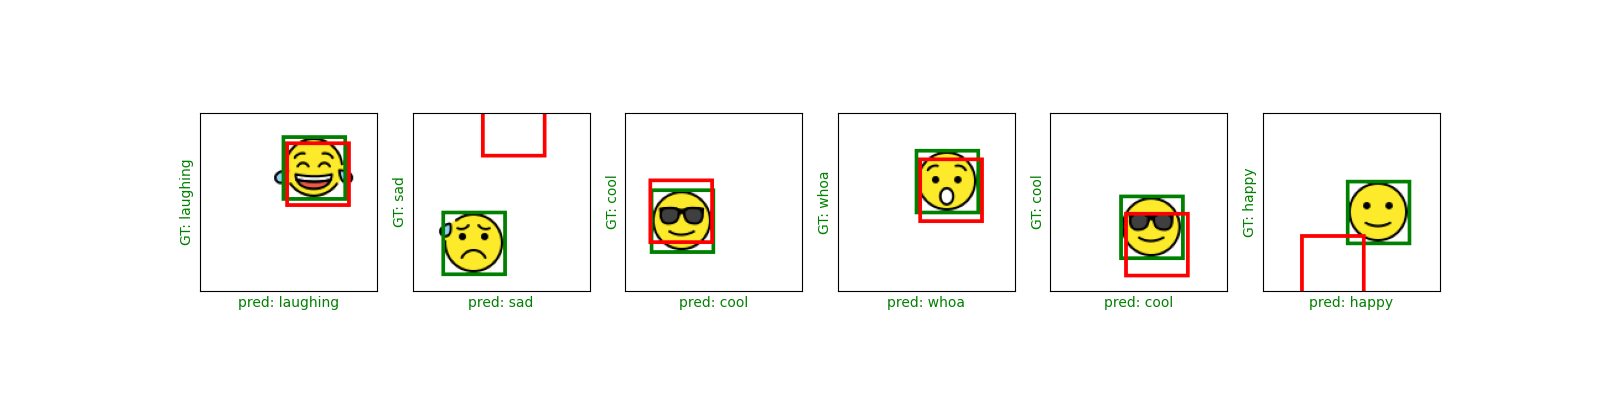 GT: laughing
pred: laughing
GT: sad
pred: sad
GT: cool
pred: cool
GT: whoa
pred: whoa
GT: cool
pred: cool
GT: happy
pred: happy